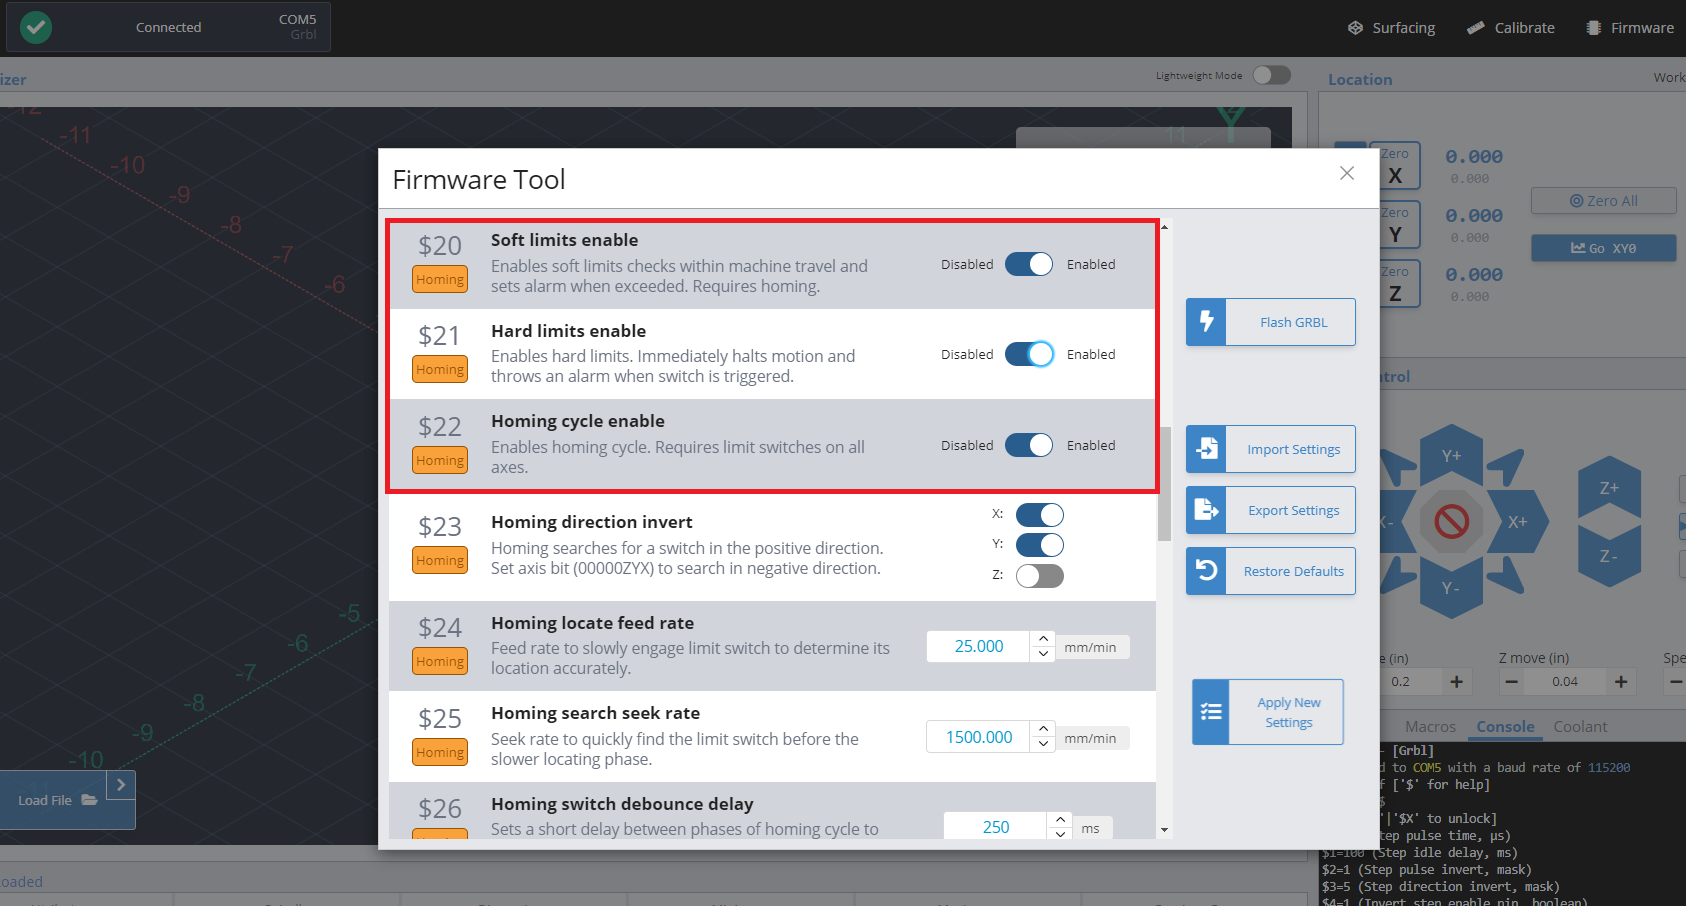 Connected
COM5
Grbl
Surfacing
Calibrate
Firmware
izer
Lightweight Mode
Location
Work
-11
-10
-9
-8
-7
-6
11
Y
Zero
X
0.000
0.000
Zero
Y
0.000
0.000
Zero
Z
0.000
0.000
Zero All
Go XY0
Firmware Tool
$20
Homing
Soft limits enable
Enables soft limits checks within machine travel and
sets alarm when exceeded. Requires homing.
Disabled
Enabled
$21
Homing
Hard limits enable
Enables hard limits. Immediately halts motion and
throws an alarm when switch is triggered.
Disabled
Enabled
$22
Homing
Homing cycle enable
Enables homing cycle. Requires limit switches on all
axes.
Disabled
Enabled
$23
Homing
Homing direction invert
Homing searches for a switch in the positive direction.
Set axis bit (00000ZYX) to search in negative direction.
X:
Y:
Z:
$24
Homing
Homing locate feed rate
Feed rate to slowly engage limit switch to determine its
location accurately.
25.000
mm/min
$25
Homing
Homing search seek rate
Seek rate to quickly find the limit switch before the
slower locating phase.
1500.000
mm/min
$26
Homing switch debounce delay
Sets a short delay between phases of homing cycle to
250
ms
Flash GRBL
Import Settings
Export Settings
Restore Defaults
Apply New
Settings
-5
-6
-7
-8
-9
-10
Load File
trol
Y+
X-
X+
Y-
Z+
Z-
e (in)
Z move (in)
Spe
0.2
0.04
Macros
Console
Coolant
- [Grbl]
d to COM5 with a baud rate of 115200
f ['$' for help]
$
'|'$X' to unlock]
tep pulse time, µs)
$1=100 (Step idle delay, ms)
$2=1 (Step pulse invert, mask)
$3=5 (Step direction invert, mask)
$4=1 (Invert step enable pin, boolean)
oaded